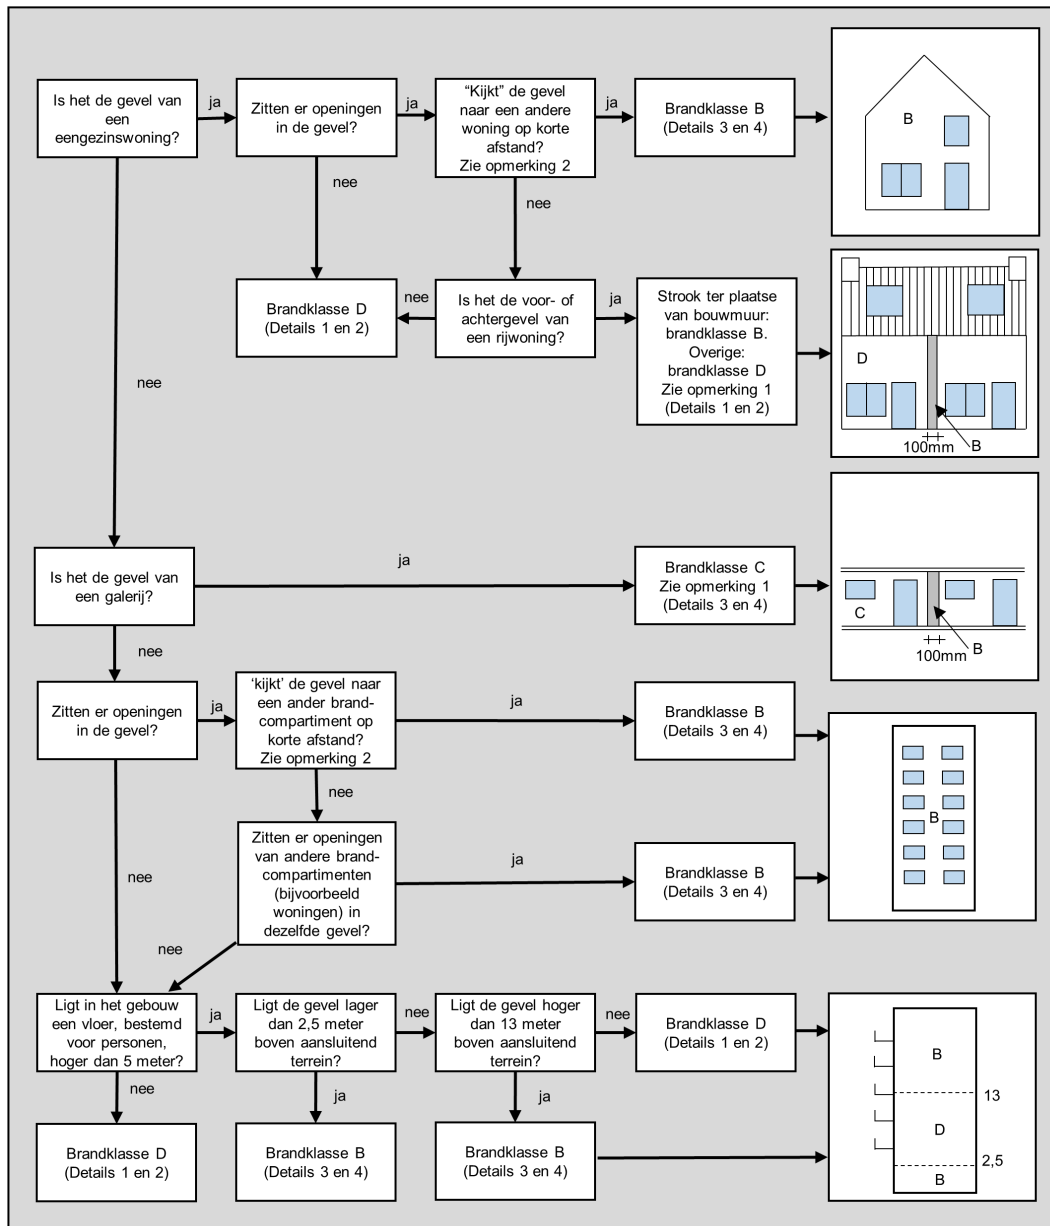 Is het de gevel van
een
eengezinswoning?
ja
Zitten er openingen
in de gevel?
ja
“Kijkt” de gevel
naar een andere
woning op korte
afstand?
Zie opmerking 2
ja
Brandklasse B
(Details 3 en 4)
B
nee
nee
nee
Brandklasse D
(Details 1 en 2)
nee
Is het de voor- of
achtergevel van
een rijwoning?
ja
Strook ter plaatse
van bouwmuur:
brandklasse B.
Overige:
brandklasse D
Zie opmerking 1
(Details 1 en 2)
D
100mm
B
Is het de gevel van
een galerij?
ja
Brandklasse C
Zie opmerking 1
(Details 3 en 4)
C
100mm
B
nee
Zitten er openingen
in de gevel?
ja
‘kijkt’ de gevel naar
een ander brand-
compartiment op
korte afstand?
Zie opmerking 2
ja
Brandklasse B
(Details 3 en 4)
B
nee
nee
Zitten er openingen
van andere brand-
compartimenten
(bijvoorbeeld
woningen) in
dezelfde gevel?
ja
Brandklasse B
(Details 3 en 4)
nee
Ligt in het gebouw
een vloer, bestemd
voor personen,
hoger dan 5 meter?
ja
Ligt de gevel lager
dan 2,5 meter
boven aansluitend
terrein?
nee
Ligt de gevel hoger
dan 13 meter
boven aansluitend
terrein?
nee
Brandklasse D
(Details 1 en 2)
B
13
D
2,5
B
nee
ja
ja
Brandklasse D
(Details 1 en 2)
Brandklasse B
(Details 3 en 4)
Brandklasse B
(Details 3 en 4)